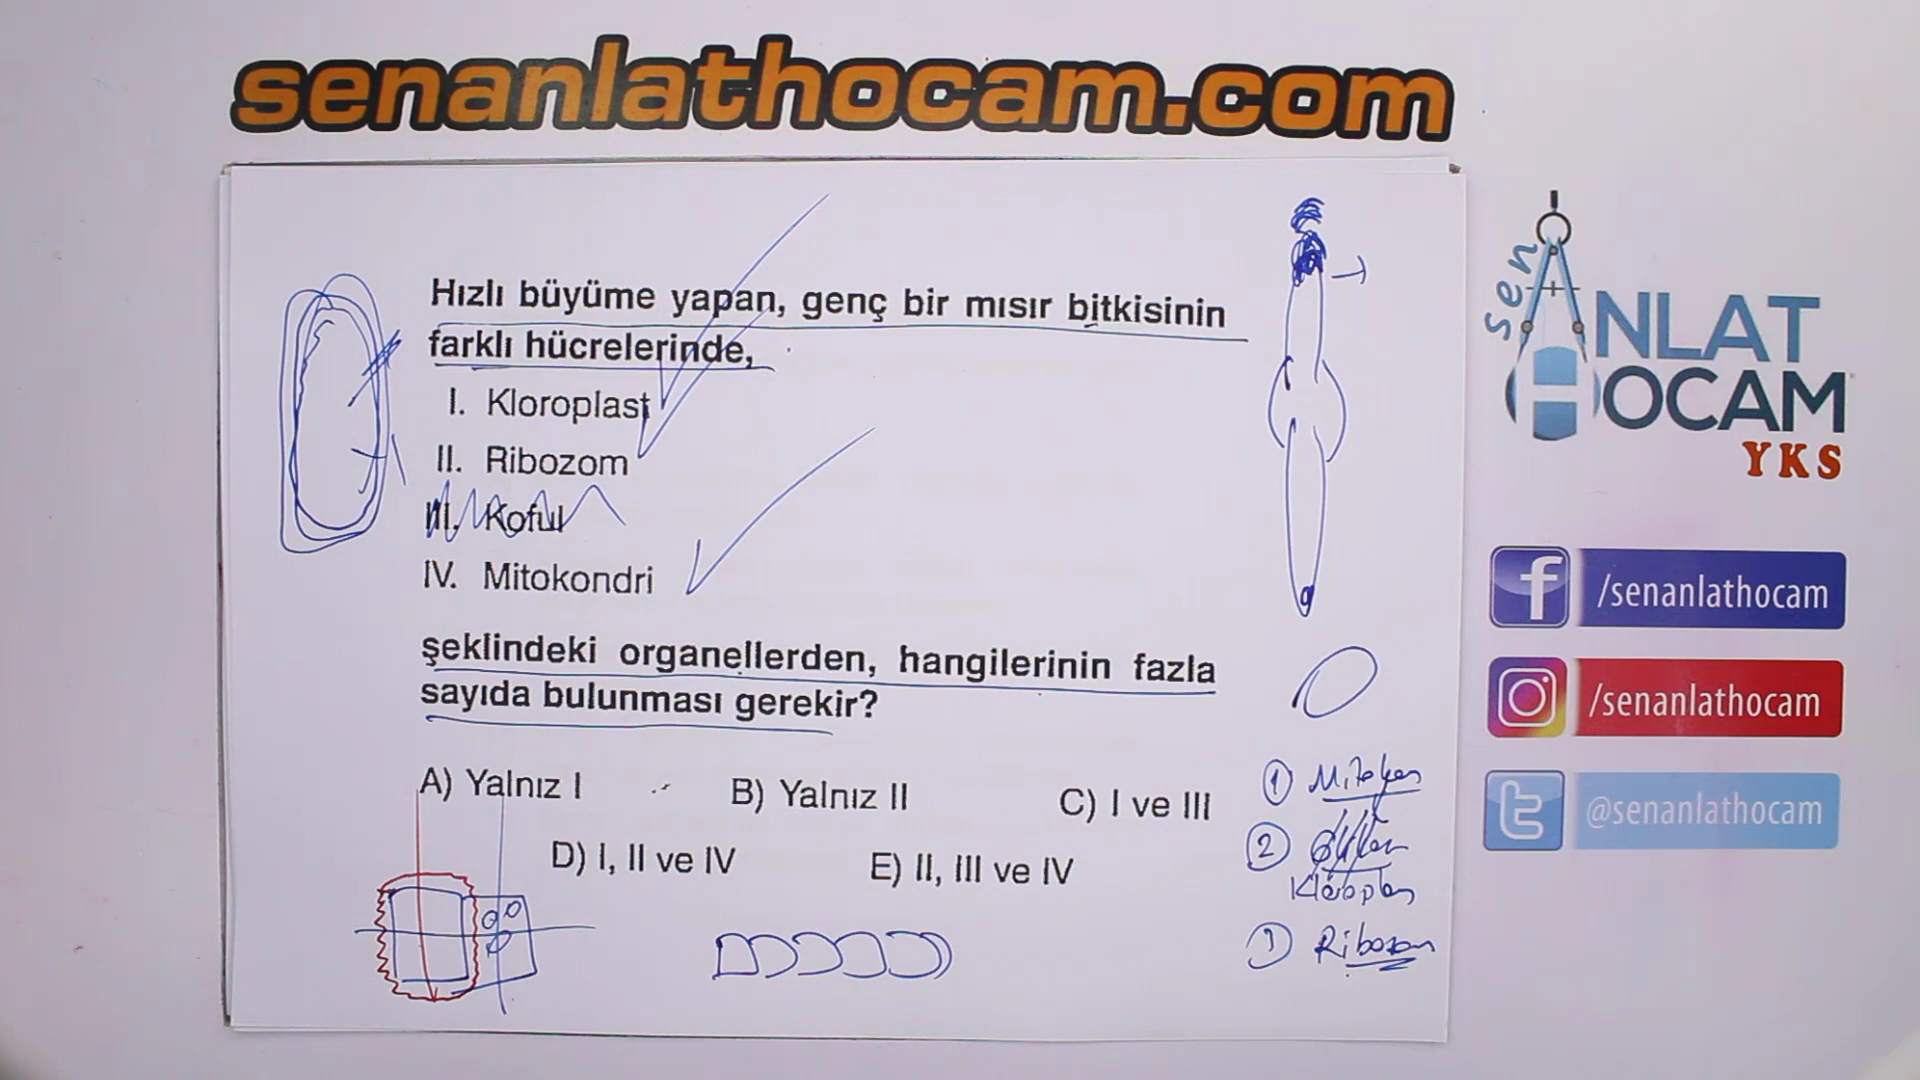 senanlathocam.com
Hızlı büyüme yapan, genç bir mısır bitkisinin
farklı hücrelerinde,
I. Kloroplast
II. Ribozom
III. Koful
IV. Mitokondri
şeklindeki organellerden, hangilerinin fazla
sayıda bulunması gerekir?
A) Yalnız I
B) Yalnız II
C) I ve III
D) I, II ve IV
E) II, III ve IV
1 Mitokon
2
Kloroplas
Ribozom
sen
ANLAT
HOCAM
YKS
f /senanlathocam
/senanlathocam
t @senanlathocam